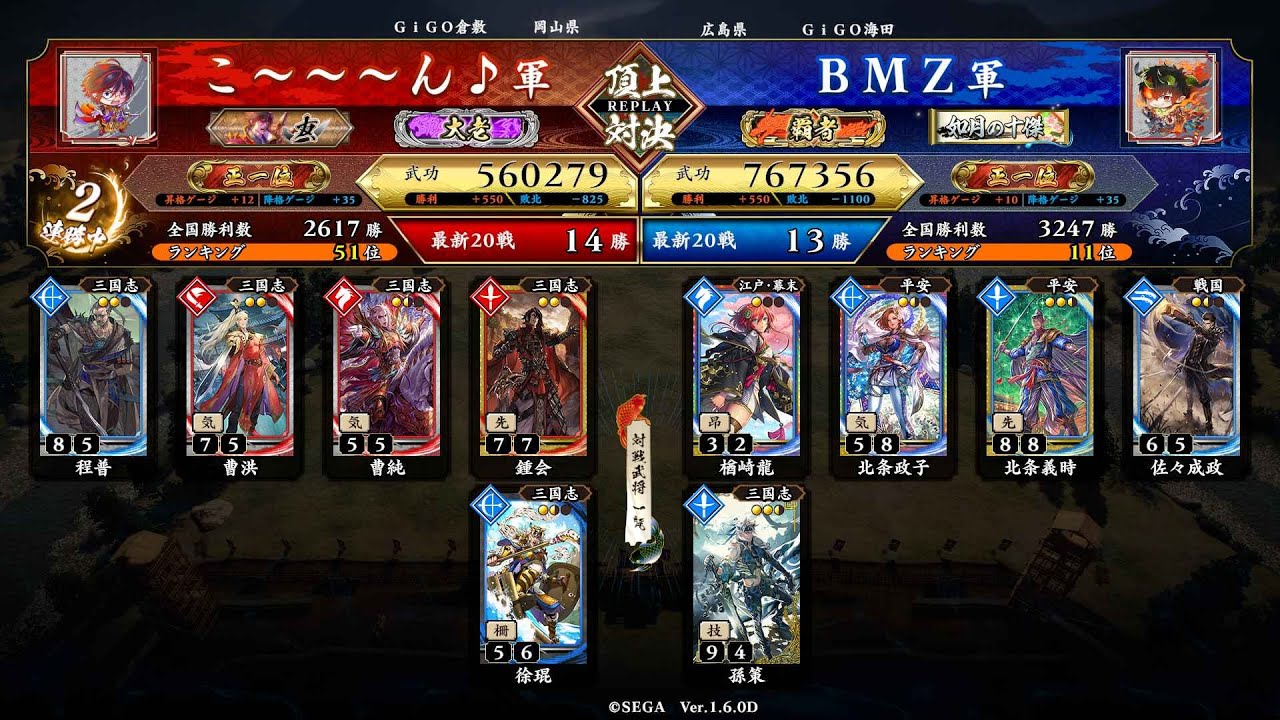 GiGO倉敷 岡山県 広島県 GiGO海田
こ〜〜〜ん♪軍
頂上
REPLAY
対決
BMZ軍
女
大老
覇者
如月の十傑
2
連勝中
正一位
昇格ゲージ +12 降格ゲージ +35
武功 560279
勝利 +550 敗北 -825
武功 767356
勝利 +550 敗北 -1100
正一位
昇格ゲージ +10 降格ゲージ +35
全国勝利数 2617勝
ランキング 51位
最新20戦 14勝
最新20戦 13勝
全国勝利数 3247勝
ランキング 11位
三国志
8 5
程普
三国志
気
7 5
曹洪
三国志
気
5 5
曹純
三国志
先
7 7
鍾会
対戦武将一覧
江戸・幕末
昂
3 2
楢崎龍
平安
気
5 8
北条政子
平安
先
8 8
北条義時
戦国
6 5
佐々成政
三国志
柵
5 6
徐琨
三国志
技
9 4
孫策
©SEGA Ver.1.6.0D